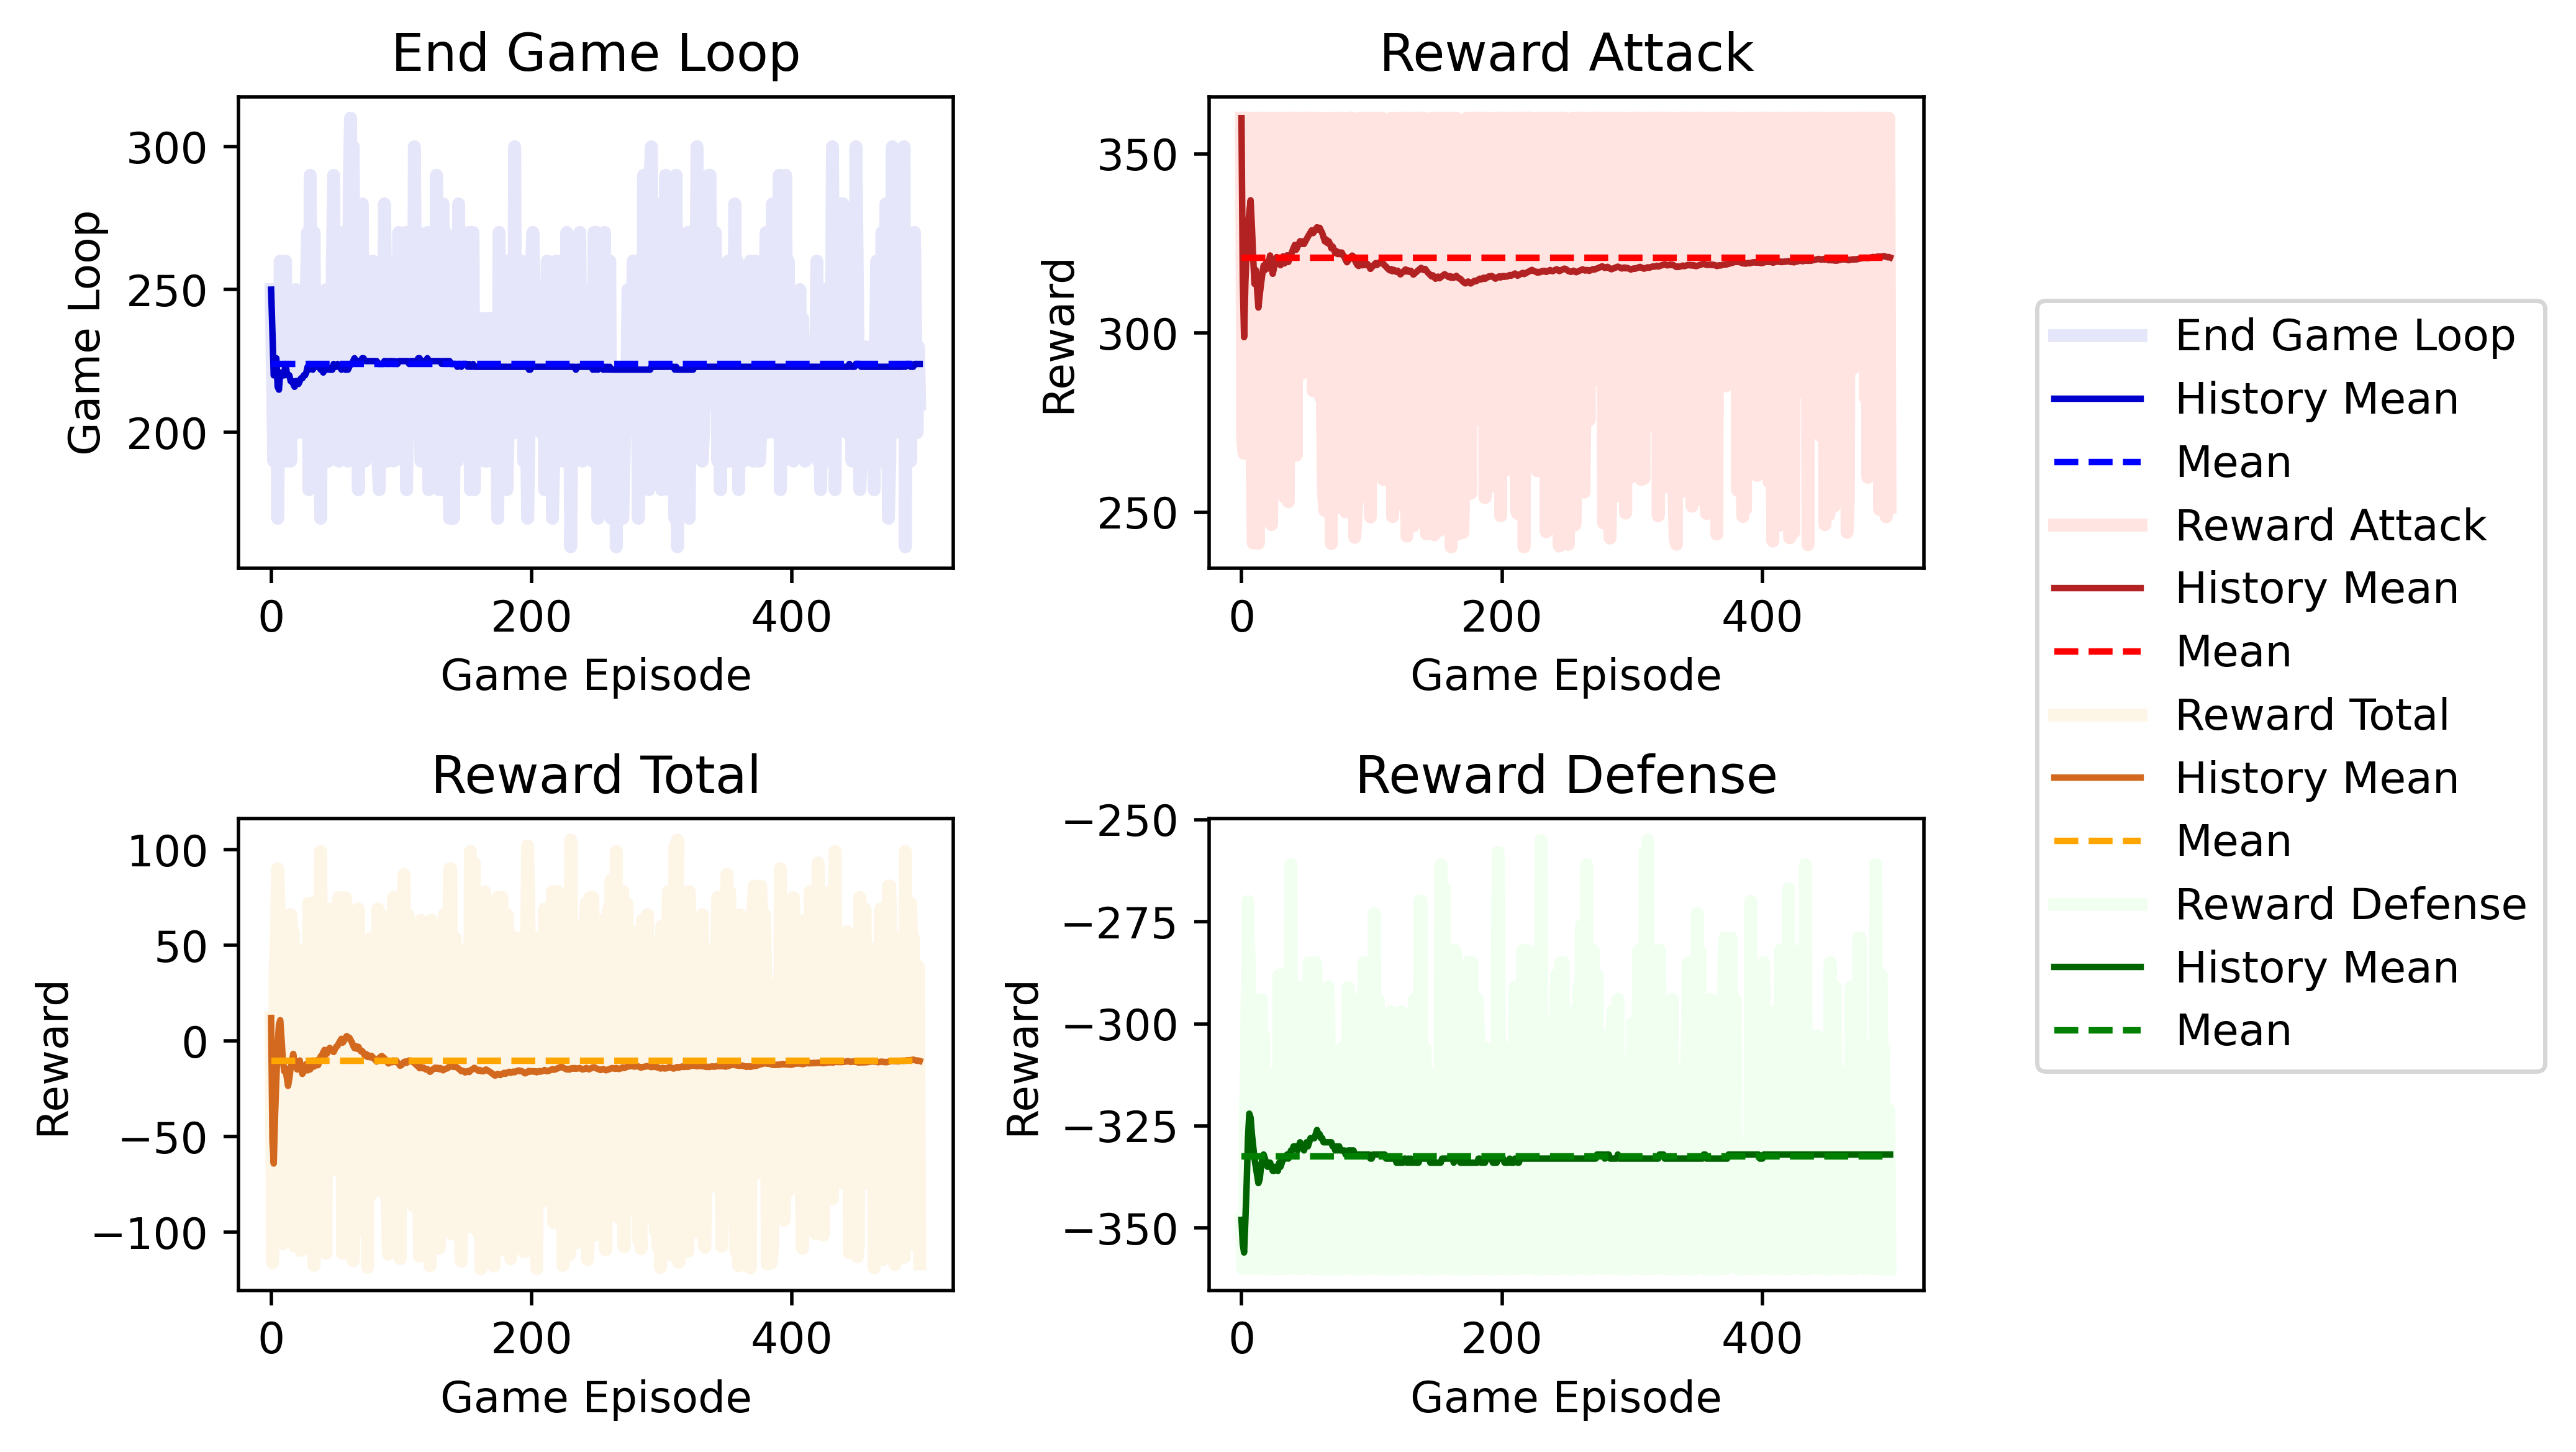 End Game Loop
Game Loop
300
250
200
0 200 400
Game Episode
Reward Attack
Reward
350
300
250
0 200 400
Game Episode
Reward Total
Reward
100
50
0
−50
−100
0 200 400
Game Episode
Reward Defense
Reward
−250
−275
−300
−325
−350
0 200 400
Game Episode
End Game Loop
History Mean
Mean
Reward Attack
History Mean
Mean
Reward Total
History Mean
Mean
Reward Defense
History Mean
Mean